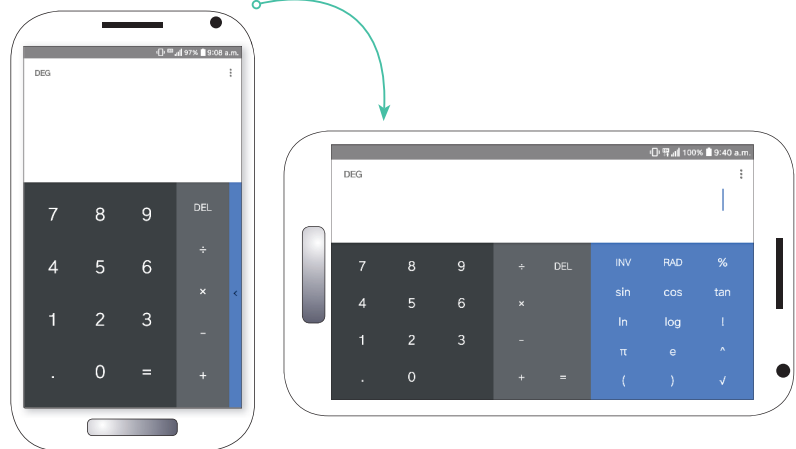 97% 9:08 a.m.
DEG
7 8 9 DEL
÷
4 5 6
×
<
1 2 3
−
. 0 = +
100% 9:40 a.m.
DEG
7 8 9 ÷ DEL INV RAD %
4 5 6 × sin cos tan
1 2 3 − ln log !
π e ^
. 0 + = ( ) √